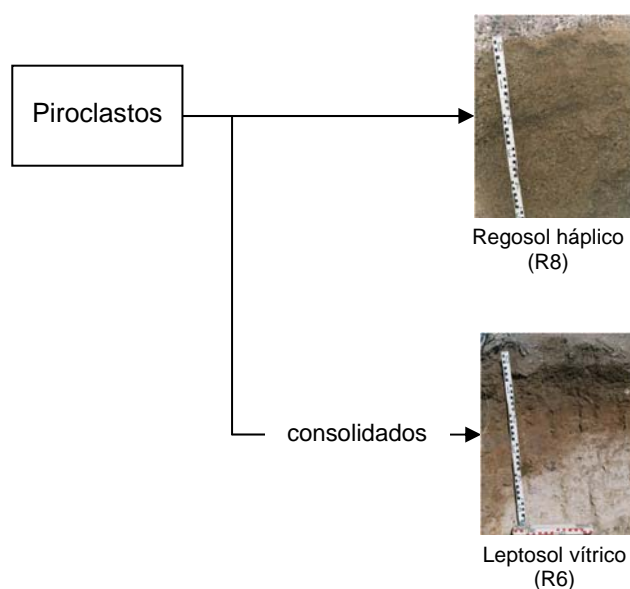 Piroclastos
Regosol háplico
(R8)
consolidados
Leptosol vítrico
(R6)